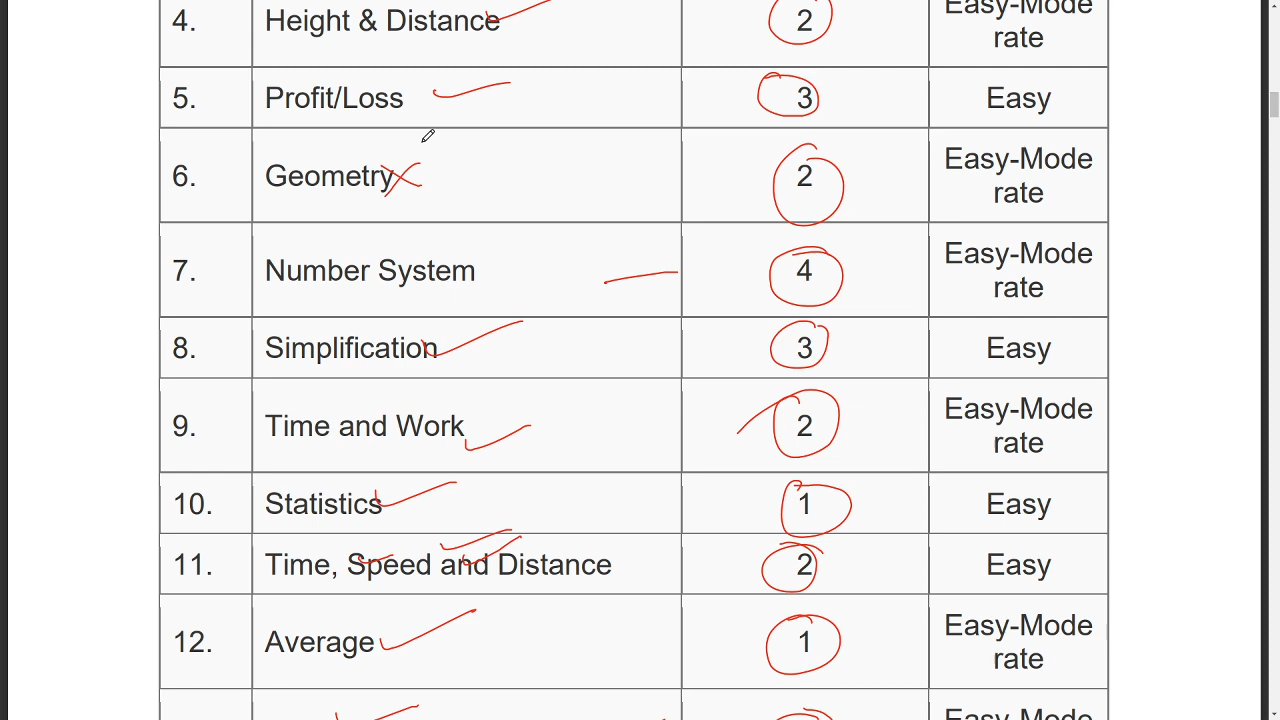 4. Height & Distance 2 Easy-Mode
rate
5. Profit/Loss 3 Easy
6. Geometry 2 Easy-Mode
rate
7. Number System 4 Easy-Mode
rate
8. Simplification 3 Easy
9. Time and Work 2 Easy-Mode
rate
10. Statistics 1 Easy
11. Time, Speed and Distance 2 Easy
12. Average 1 Easy-Mode
rate
Easy-Mode